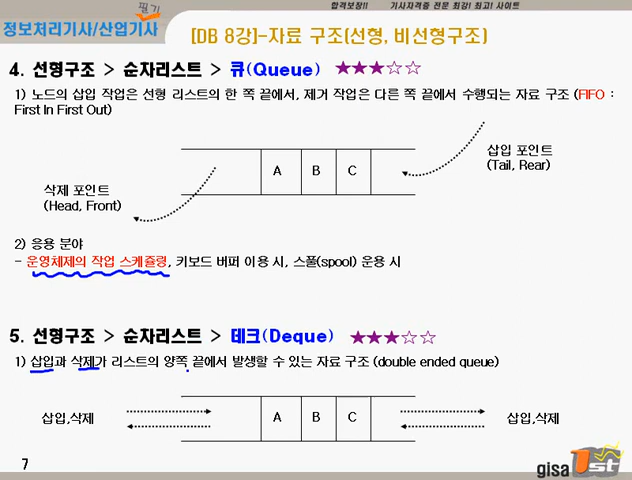 합격보장!! 기사자격증 전문 최강! 최고! 사이트
필기
정보처리기사/산업기사
[DB 8강]-자료 구조(선형, 비선형구조)
4. 선형구조 > 순차리스트 > 큐(Queue) ★★★☆☆
1) 노드의 삽입 작업은 선형 리스트의 한 쪽 끝에서, 제거 작업은 다른 쪽 끝에서 수행되는 자료 구조 (FIFO :
First In First Out)
삽입 포인트
(Tail, Rear)
A B C
삭제 포인트
(Head, Front)
2) 응용 분야
- 운영체제의 작업 스케쥴링, 키보드 버퍼 이용 시, 스풀(spool) 운용 시
5. 선형구조 > 순차리스트 > 데크(Deque) ★★★☆☆
1) 삽입과 삭제가 리스트의 양쪽 끝에서 발생할 수 있는 자료 구조 (double ended queue)
삽입,삭제 A B C 삽입,삭제
7
gisa 1st